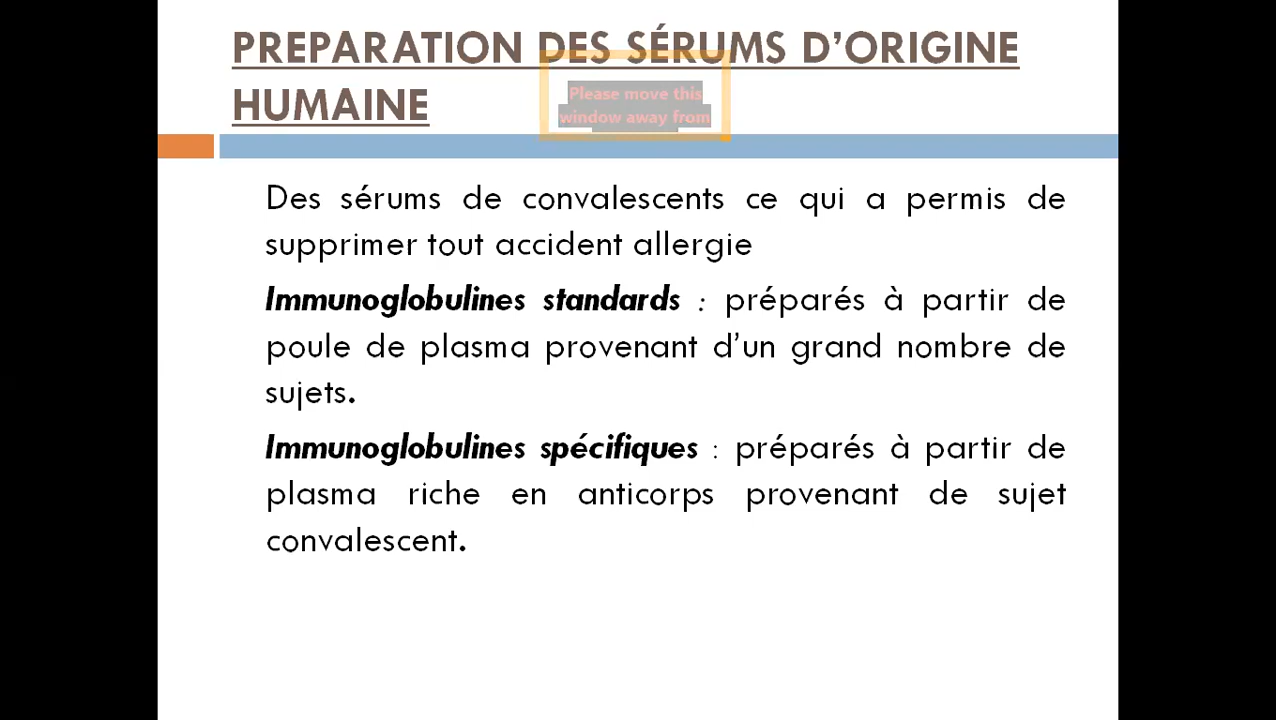 PREPARATION DES SÉRUMS D'ORIGINE
HUMAINE
Please move this
window away from
Des sérums de convalescents ce qui a permis de
supprimer tout accident allergie
Immunoglobulines standards : préparés à partir de
poule de plasma provenant d'un grand nombre de
sujets.
Immunoglobulines spécifiques : préparés à partir de
plasma riche en anticorps provenant de sujet
convalescent.